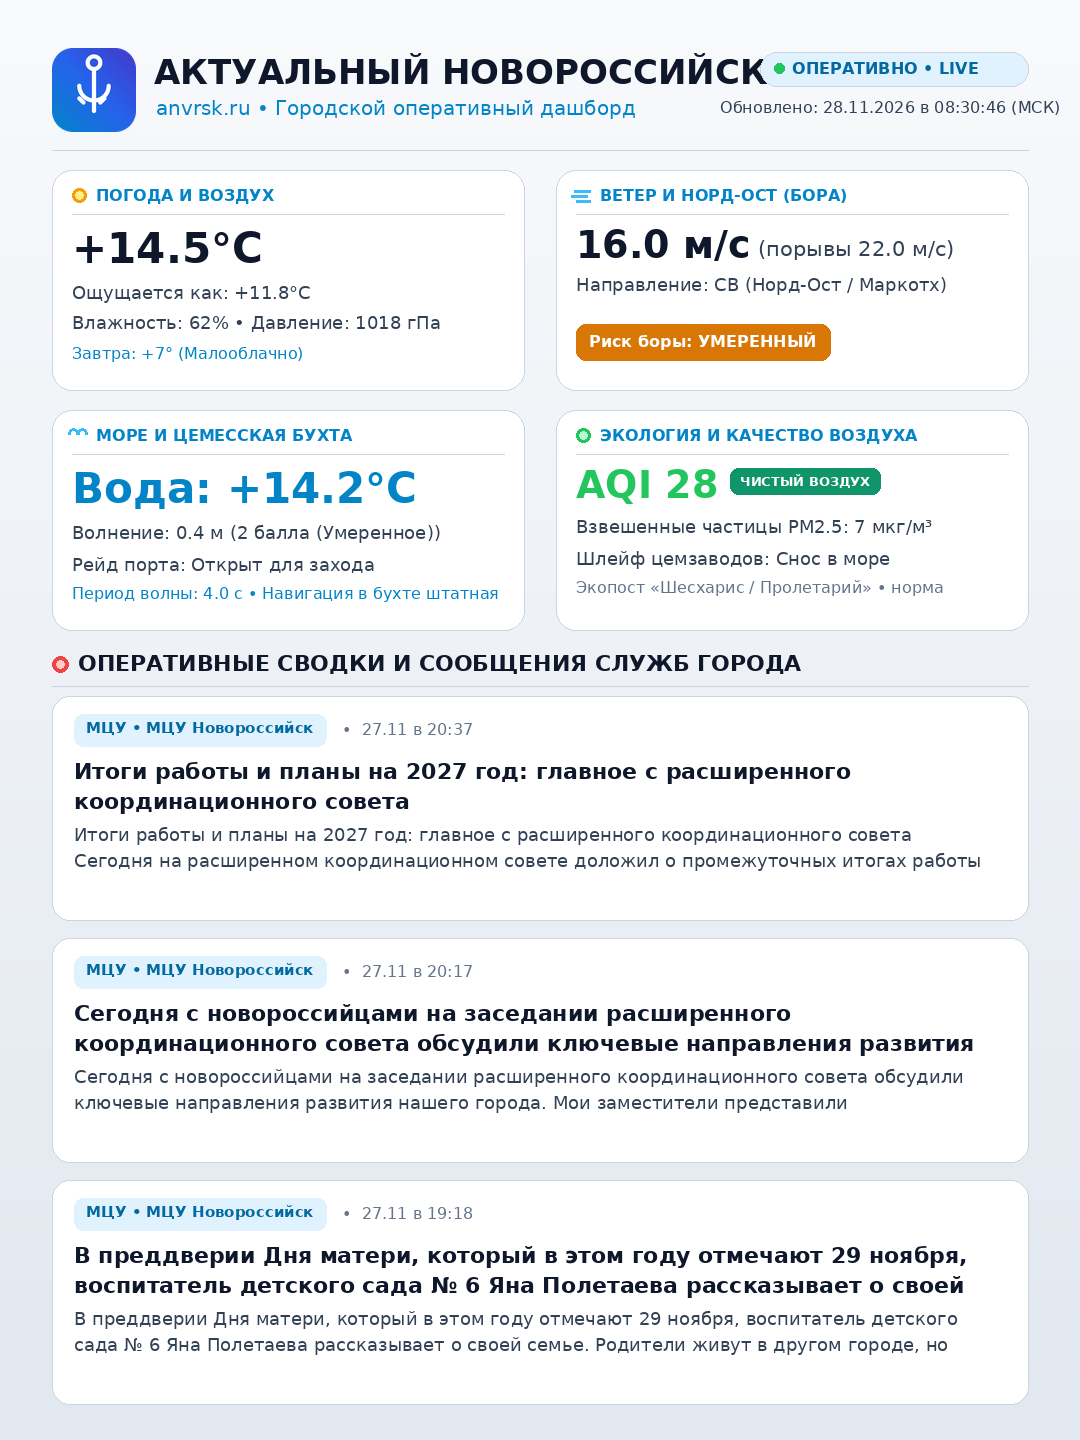 АКТУАЛЬНЫЙ НОВОРОССИЙСК
ОПЕРАТИВНО • LIVE
anvrsk.ru • Городской оперативный дашборд
Обновлено: 28.11.2026 в 08:30:46 (МСК)
ПОГОДА И ВОЗДУХ
+14.5°C
Ощущается как: +11.8°C
Влажность: 62% • Давление: 1018 гПа
Завтра: +7° (Малооблачно)
ВЕТЕР И НОРД-ОСТ (БОРА)
16.0 м/с (порывы 22.0 м/с)
Направление: СВ (Норд-Ост / Маркотх)
Риск боры: УМЕРЕННЫЙ
МОРЕ И ЦЕМЕССКАЯ БУХТА
Вода: +14.2°C
Волнение: 0.4 м (2 балла (Умеренное))
Рейд порта: Открыт для захода
Период волны: 4.0 с • Навигация в бухте штатная
ЭКОЛОГИЯ И КАЧЕСТВО ВОЗДУХА
AQI 28 ЧИСТЫЙ ВОЗДУХ
Взвешенные частицы PM2.5: 7 мкг/м³
Шлейф цемзаводов: Снос в море
Экопост «Шесхарис / Пролетарий» • норма
ОПЕРАТИВНЫЕ СВОДКИ И СООБЩЕНИЯ СЛУЖБ ГОРОДА
МЦУ • МЦУ Новороссийск • 27.11 в 20:37
Итоги работы и планы на 2027 год: главное с расширенного
координационного совета
Итоги работы и планы на 2027 год: главное с расширенного координационного совета
Сегодня на расширенном координационном совете доложил о промежуточных итогах работы
МЦУ • МЦУ Новороссийск • 27.11 в 20:17
Сегодня с новороссийцами на заседании расширенного
координационного совета обсудили ключевые направления развития
Сегодня с новороссийцами на заседании расширенного координационного совета обсудили
ключевые направления развития нашего города. Мои заместители представили
МЦУ • МЦУ Новороссийск • 27.11 в 19:18
В преддверии Дня матери, который в этом году отмечают 29 ноября,
воспитатель детского сада № 6 Яна Полетаева рассказывает о своей
В преддверии Дня матери, который в этом году отмечают 29 ноября, воспитатель детского
сада № 6 Яна Полетаева рассказывает о своей семье. Родители живут в другом городе, но